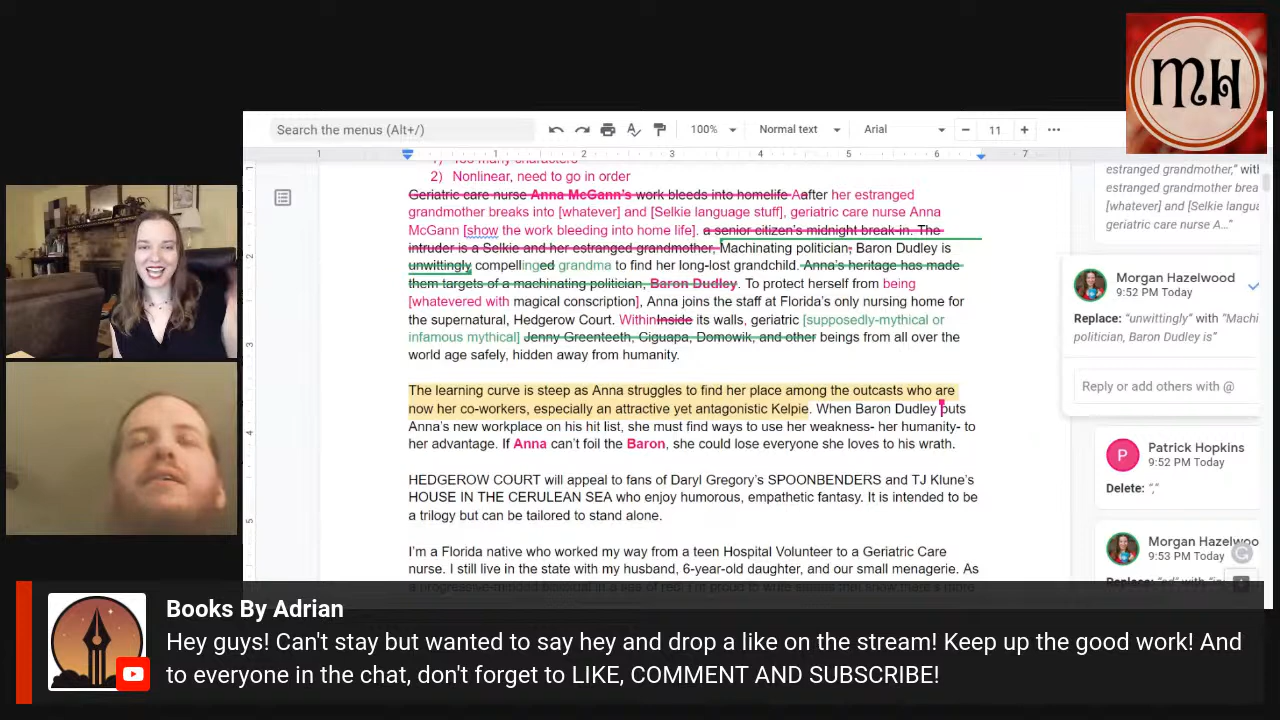 MH
Search the menus (Alt+/)
100%
Normal text
Arial
11
1 1 2 3 4 5 6 7
2) Nonlinear, need to go in order
Geriatric care nurse Anna McGann's work bleeds into homelife Aafter her estranged
grandmother breaks into [whatever] and [Selkie language stuff], geriatric care nurse Anna
McGann [show the work bleeding into home life]. a senior citizen's midnight break-in. The
intruder is a Selkie and her estranged grandmother, Machinating politician, Baron Dudley is
unwittingly compellinged grandma to find her long-lost grandchild. Anna's heritage has made
them targets of a machinating politician, Baron Dudley. To protect herself from being
[whatevered with magical conscription], Anna joins the staff at Florida's only nursing home for
the supernatural, Hedgerow Court. WithinInside its walls, geriatric [supposedly-mythical or
infamous mythical] Jenny Greenteeth, Ciguapa, Domowik, and other beings from all over the
world age safely, hidden away from humanity.
The learning curve is steep as Anna struggles to find her place among the outcasts who are
now her co-workers, especially an attractive yet antagonistic Kelpie. When Baron Dudley puts
Anna's new workplace on his hit list, she must find ways to use her weakness- her humanity- to
her advantage. If Anna can't foil the Baron, she could lose everyone she loves to his wrath.
HEDGEROW COURT will appeal to fans of Daryl Gregory's SPOONBENDERS and TJ Klune's
HOUSE IN THE CERULEAN SEA who enjoy humorous, empathetic fantasy. It is intended to be
a trilogy but can be tailored to stand alone.
I'm a Florida native who worked my way from a teen Hospital Volunteer to a Geriatric Care
nurse. I still live in the state with my husband, 6-year-old daughter, and our small menagerie. As
estranged grandmother," with
estranged grandmother brea
[whatever] and [Selkie langua
geriatric care nurse A..."
Morgan Hazelwood
9:52 PM Today
Replace: "unwittingly" with "Machi
politician, Baron Dudley is"
Reply or add others with @
P
Patrick Hopkins
9:52 PM Today
Delete: ","
Morgan Hazelwoo
9:53 PM Today
1
2
3
4
5
Books By Adrian
Hey guys! Can't stay but wanted to say hey and drop a like on the stream! Keep up the good work! And
to everyone in the chat, don't forget to LIKE, COMMENT AND SUBSCRIBE!